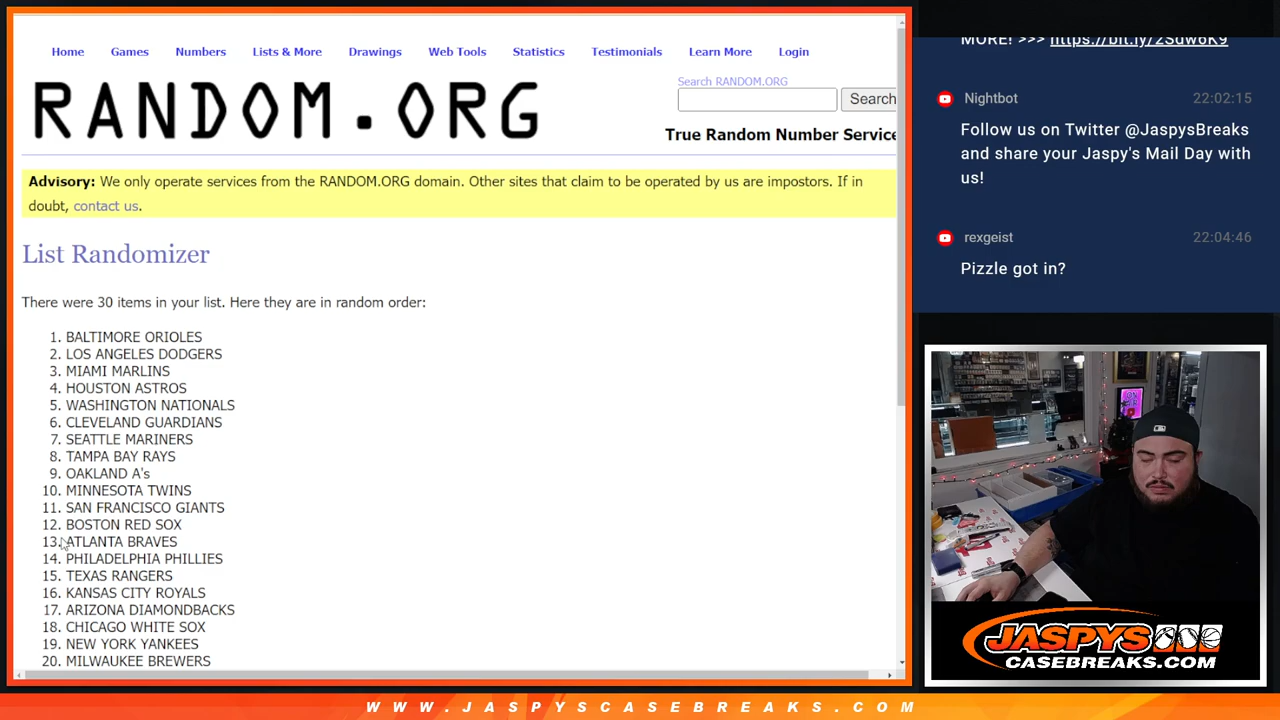 Home Games Numbers Lists & More Drawings Web Tools Statistics Testimonials Learn More Login
RANDOM.ORG
Search RANDOM.ORG
Search
True Random Number Service
Advisory: We only operate services from the RANDOM.ORG domain. Other sites that claim to be operated by us are impostors. If in
doubt, contact us.
List Randomizer
There were 30 items in your list. Here they are in random order:
1. BALTIMORE ORIOLES
2. LOS ANGELES DODGERS
3. MIAMI MARLINS
4. HOUSTON ASTROS
5. WASHINGTON NATIONALS
6. CLEVELAND GUARDIANS
7. SEATTLE MARINERS
8. TAMPA BAY RAYS
9. OAKLAND A's
10. MINNESOTA TWINS
11. SAN FRANCISCO GIANTS
12. BOSTON RED SOX
13. ATLANTA BRAVES
14. PHILADELPHIA PHILLIES
15. TEXAS RANGERS
16. KANSAS CITY ROYALS
17. ARIZONA DIAMONDBACKS
18. CHICAGO WHITE SOX
19. NEW YORK YANKEES
20. MILWAUKEE BREWERS
MORE! >>> https://bit.ly/2Sdw6K9
Nightbot 22:02:15
Follow us on Twitter @JaspysBreaks
and share your Jaspy's Mail Day with
us!
rexgeist 22:04:46
Pizzle got in?
JASPYS
CASEBREAKS.COM
WWW.JASPYSCASEBREAKS.COM